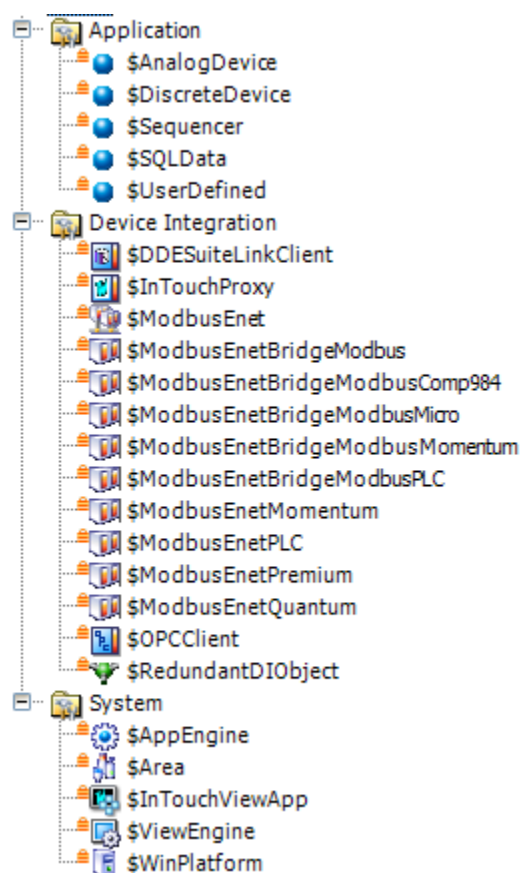 Application
$AnalogDevice
$DiscreteDevice
$Sequencer
$SQLData
$UserDefined
Device Integration
$DDESuiteLinkClient
$InTouchProxy
$ModbusEnet
$ModbusEnetBridgeModbus
$ModbusEnetBridgeModbusComp984
$ModbusEnetBridgeModbusMicro
$ModbusEnetBridgeModbusMomentum
$ModbusEnetBridgeModbusPLC
$ModbusEnetMomentum
$ModbusEnetPLC
$ModbusEnetPremium
$ModbusEnetQuantum
$OPCClient
$RedundantDIObject
System
$AppEngine
$Area
$InTouchViewApp
$ViewEngine
$WinPlatform